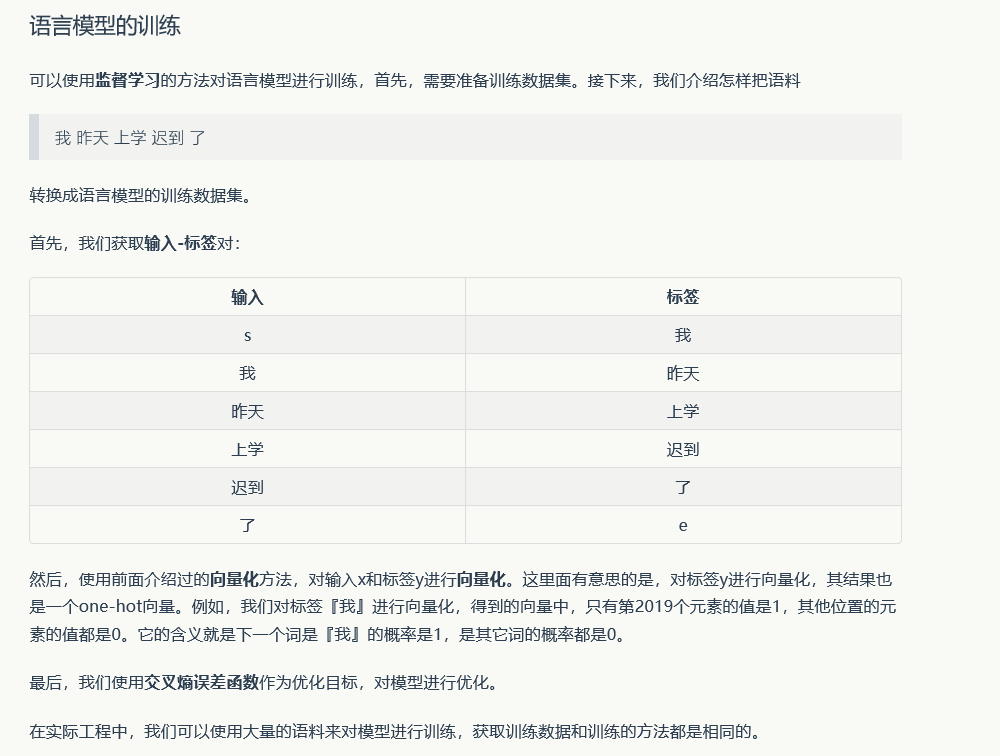 语言模型的训练
可以使用监督学习的方法对语言模型进行训练，首先，需要准备训练数据集。接下来，我们介绍怎样把语料
我 昨天 上学 迟到 了
转换成语言模型的训练数据集。
首先，我们获取输入-标签对：
输入 标签
s 我
我 昨天
昨天 上学
上学 迟到
迟到 了
了 e
然后，使用前面介绍过的向量化方法，对输入x和标签y进行向量化。这里面有意思的是，对标签y进行向量化，其结果也
是一个one-hot向量。例如，我们对标签『我』进行向量化，得到的向量中，只有第2019个元素的值是1，其他位置的元
素的值都是0。它的含义就是下一个词是『我』的概率是1，是其它词的概率都是0。
最后，我们使用交叉熵误差函数作为优化目标，对模型进行优化。
在实际工程中，我们可以使用大量的语料来对模型进行训练，获取训练数据和训练的方法都是相同的。